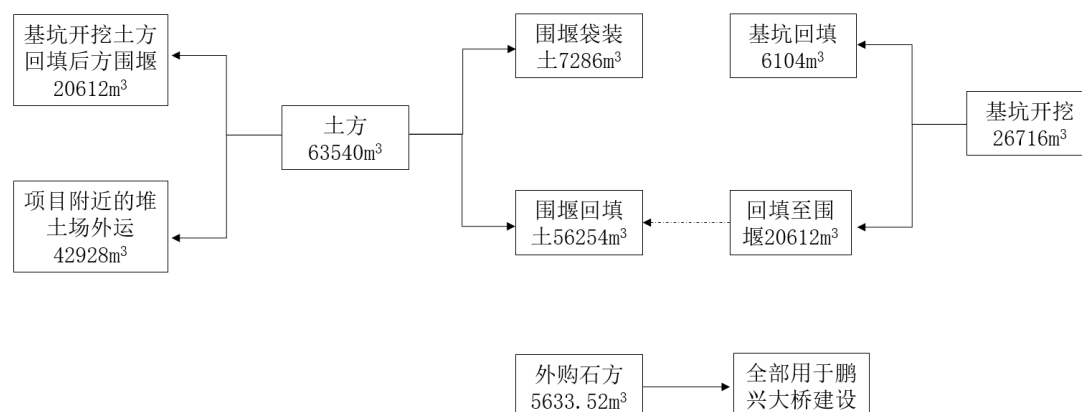 基坑开挖土方
回填后方围堰
20612m³
项目附近的堆
土场外运
42928m³
土方
63540m³
围堰袋装
土7286m³
围堰回填
土56254m³
基坑回填
6104m³
回填至围
堰20612m³
基坑开挖
26716m³
外购石方
5633.52m³
全部用于鹏
兴大桥建设